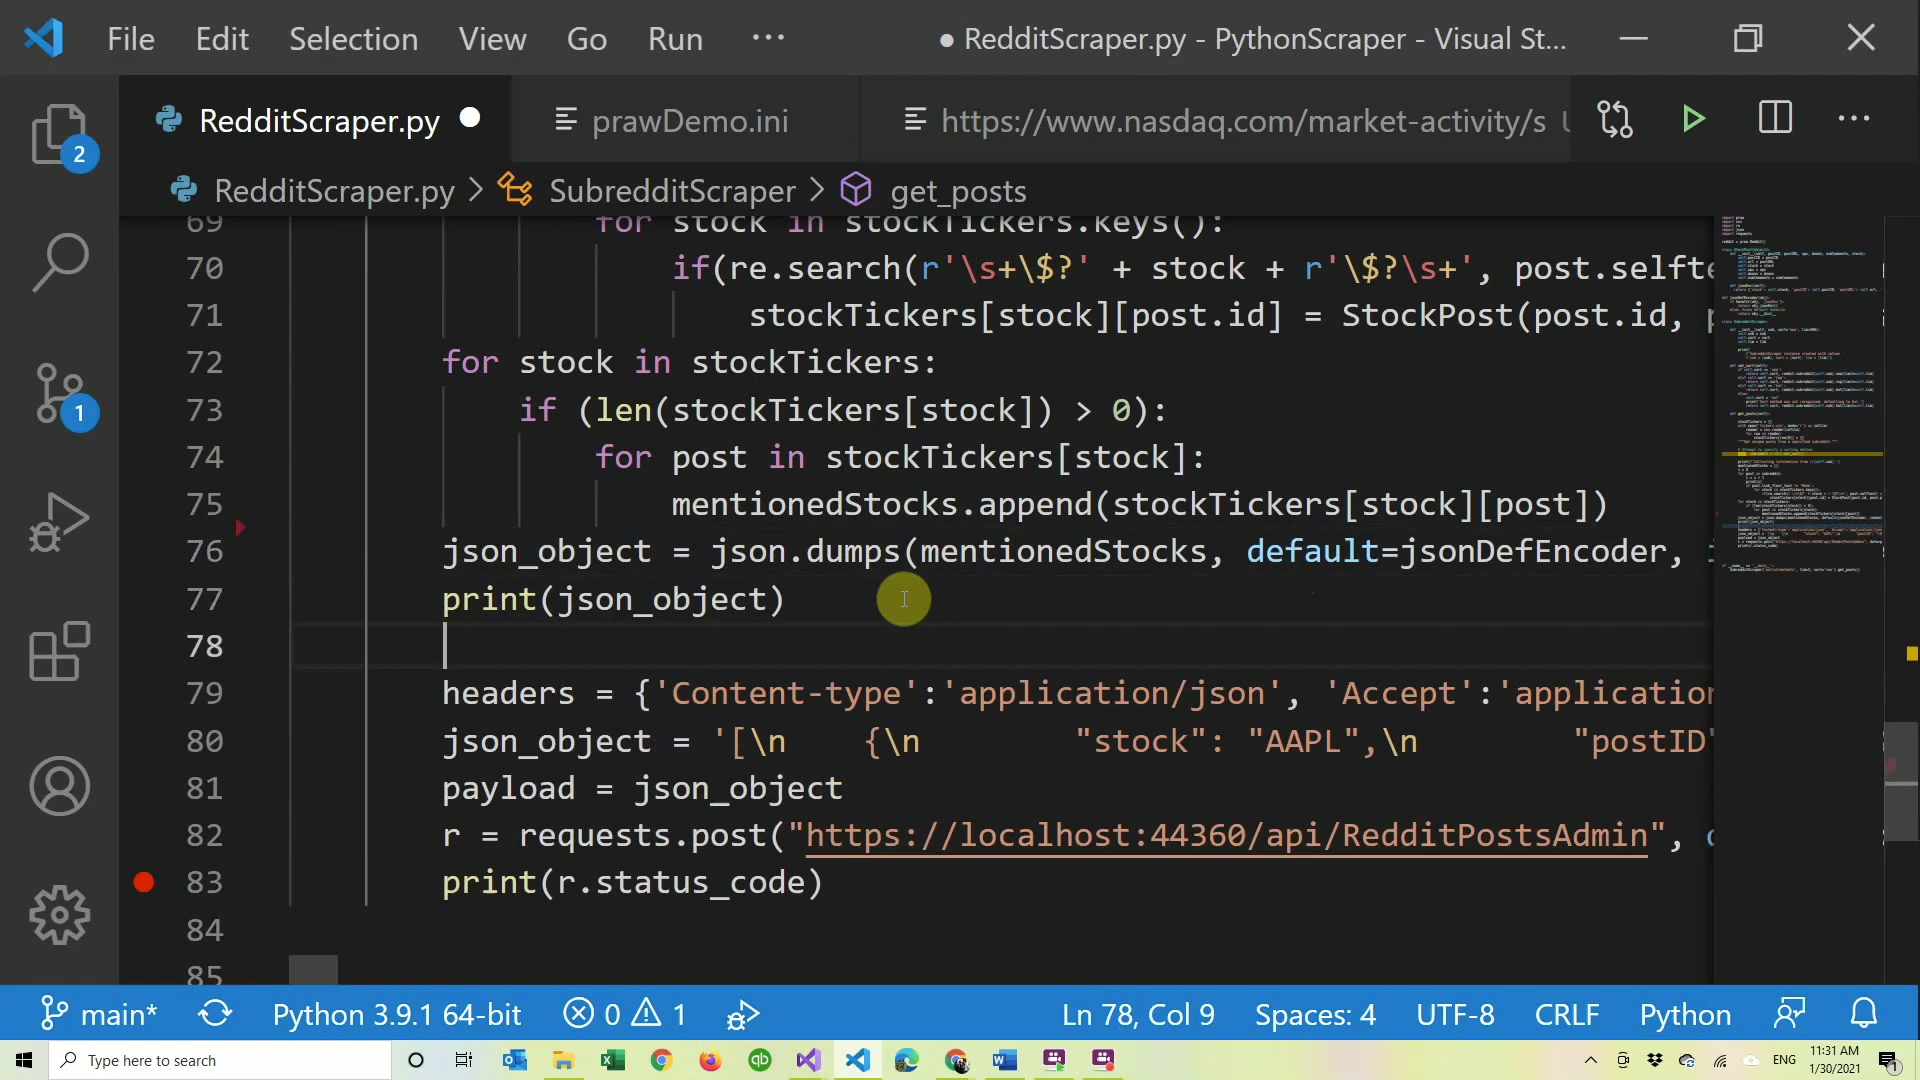 File Edit Selection View Go Run ··· ● RedditScraper.py - PythonScraper - Visual St...
RedditScraper.py ● prawDemo.ini https://www.nasdaq.com/market-activity/s U ···
2
RedditScraper.py > SubredditScraper > get_posts
69 for stock in stockTickers.keys():
70 if(re.search(r'\s+\$?' + stock + r'\$?\s+', post.selfte
71 stockTickers[stock][post.id] = StockPost(post.id, p
72 for stock in stockTickers:
73 if (len(stockTickers[stock]) > 0):
1
74 for post in stockTickers[stock]:
75 mentionedStocks.append(stockTickers[stock][post])
76 json_object = json.dumps(mentionedStocks, default=jsonDefEncoder, i
77 print(json_object)
78
79 headers = {'Content-type':'application/json', 'Accept':'application
80 json_object = '[\n    {\n        "stock": "AAPL",\n        "postID"
81 payload = json_object
82 r = requests.post("https://localhost:44360/api/RedditPostsAdmin", d
83 print(r.status_code)
84
85
main* Python 3.9.1 64-bit 0 1 Ln 78, Col 9 Spaces: 4 UTF-8 CRLF Python
Type here to search ENG 11:31 AM
1/30/2021 1